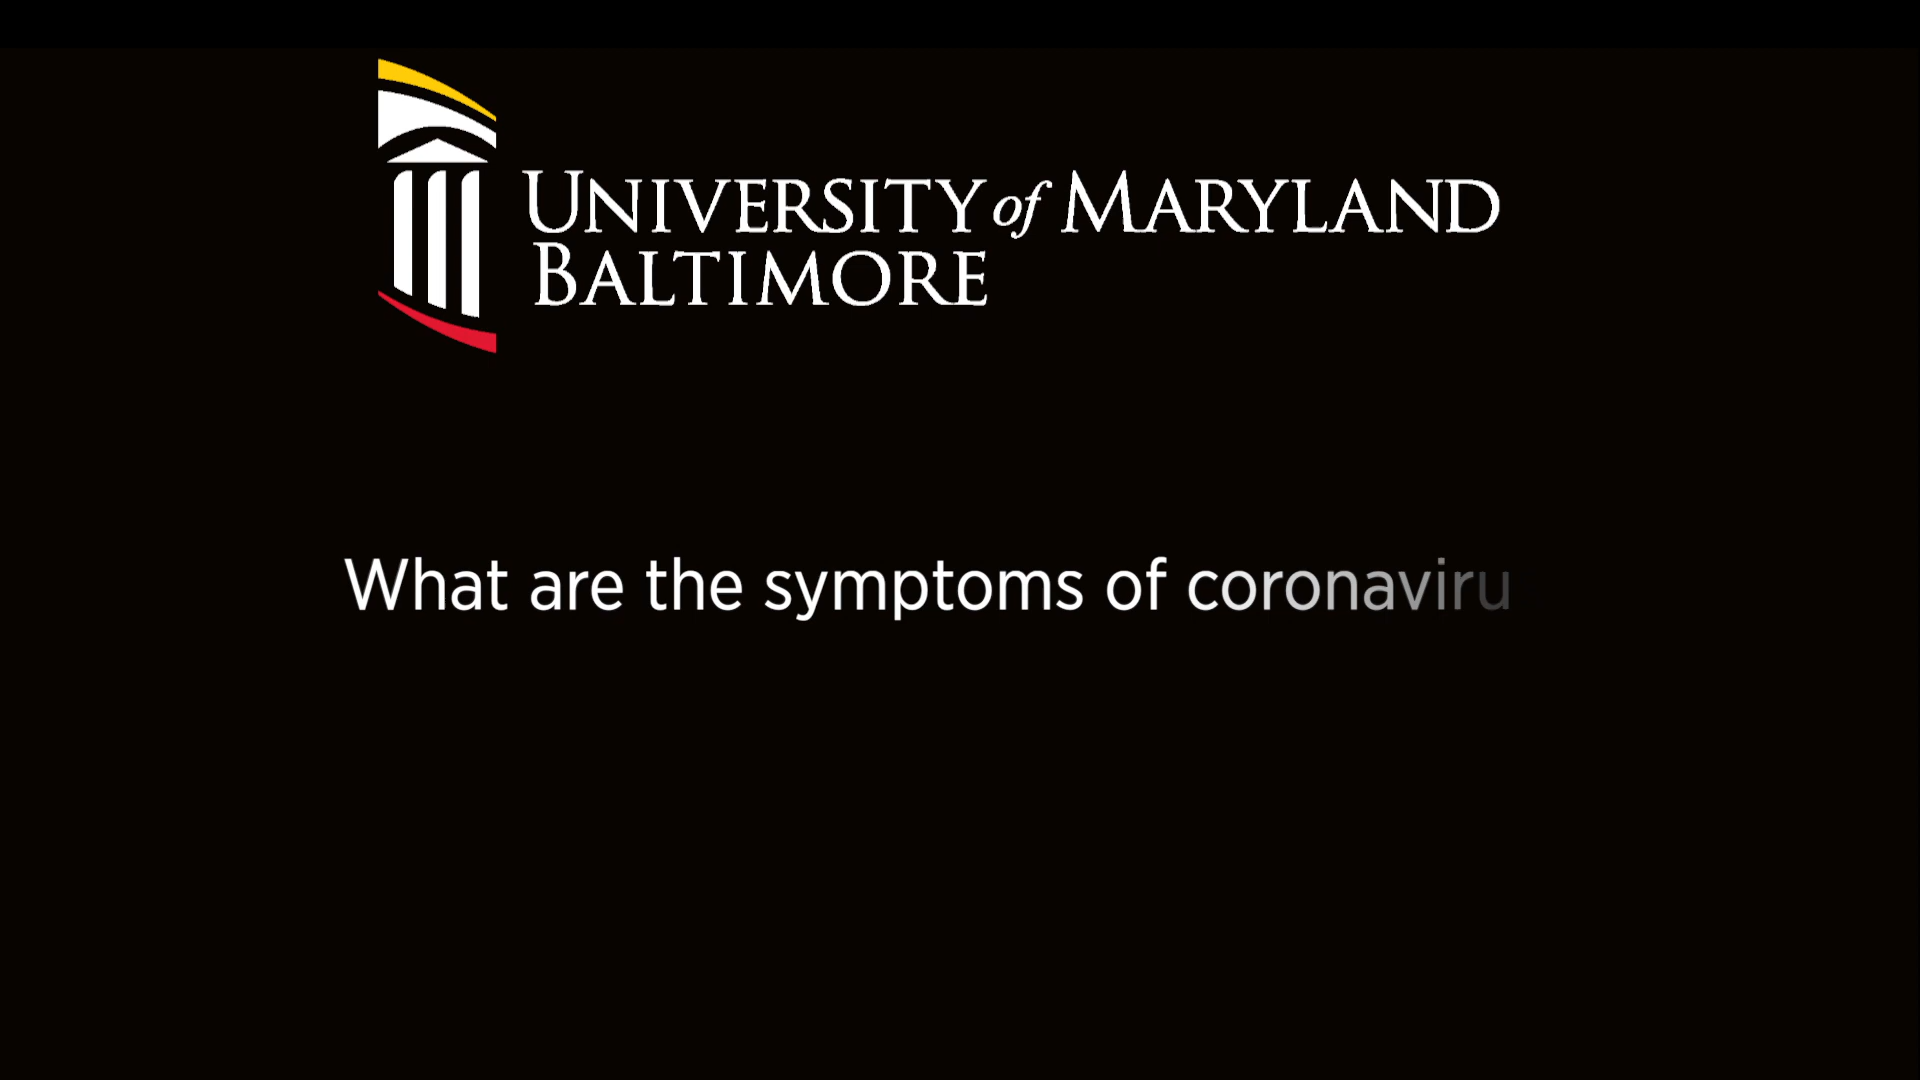 UNIVERSITY of MARYLAND
BALTIMORE
What are the symptoms of coronaviru